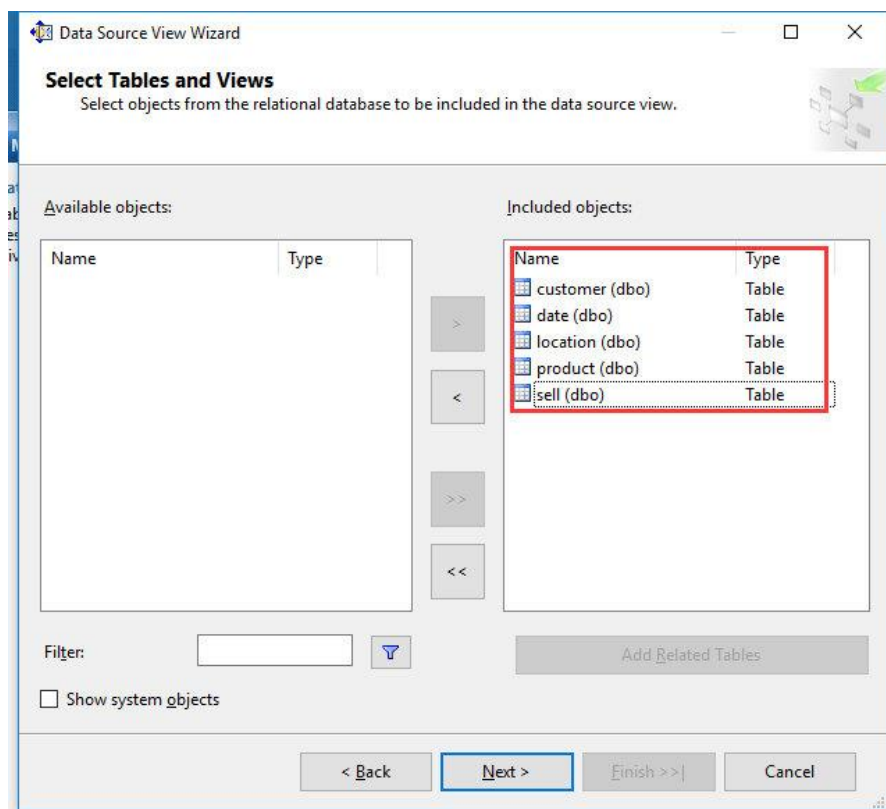 Data Source View Wizard
Select Tables and Views
Select objects from the relational database to be included in the data source view.
Available objects:
Included objects:
Name Type
Name Type
customer (dbo) Table
date (dbo) Table
location (dbo) Table
product (dbo) Table
sell (dbo) Table
>
<
>>
<<
Filter:
Add Related Tables
Show system objects
< Back Next > Finish >>| Cancel